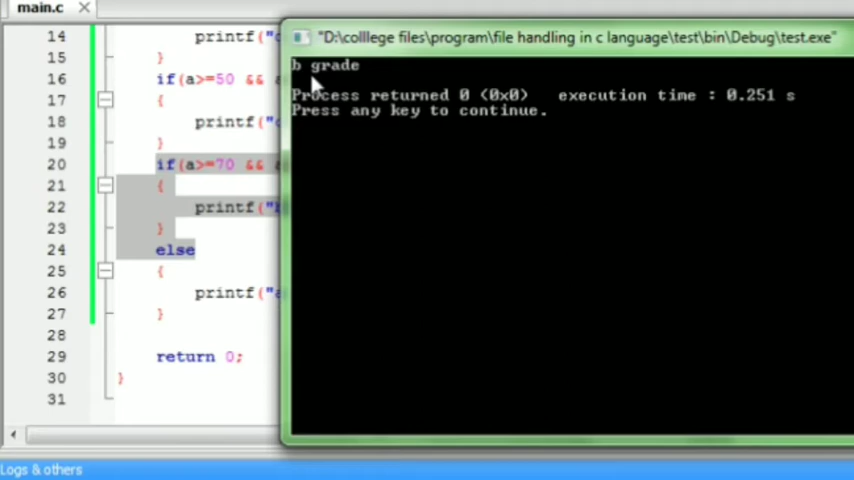 main.c
"D:\colllege files\program\file handling in c language\test\bin\Debug\test.exe"
14 printf("
15 }
16 if(a>=50 &&
17 {
18 printf("
19 }
20 if(a>=70 &&
21 {
22 printf("
23 }
24 else
25 {
26 printf("
27 }
28
29 return 0;
30 }
31
b grade
Process returned 0 (0x0) execution time : 0.251 s
Press any key to continue.
Logs & others